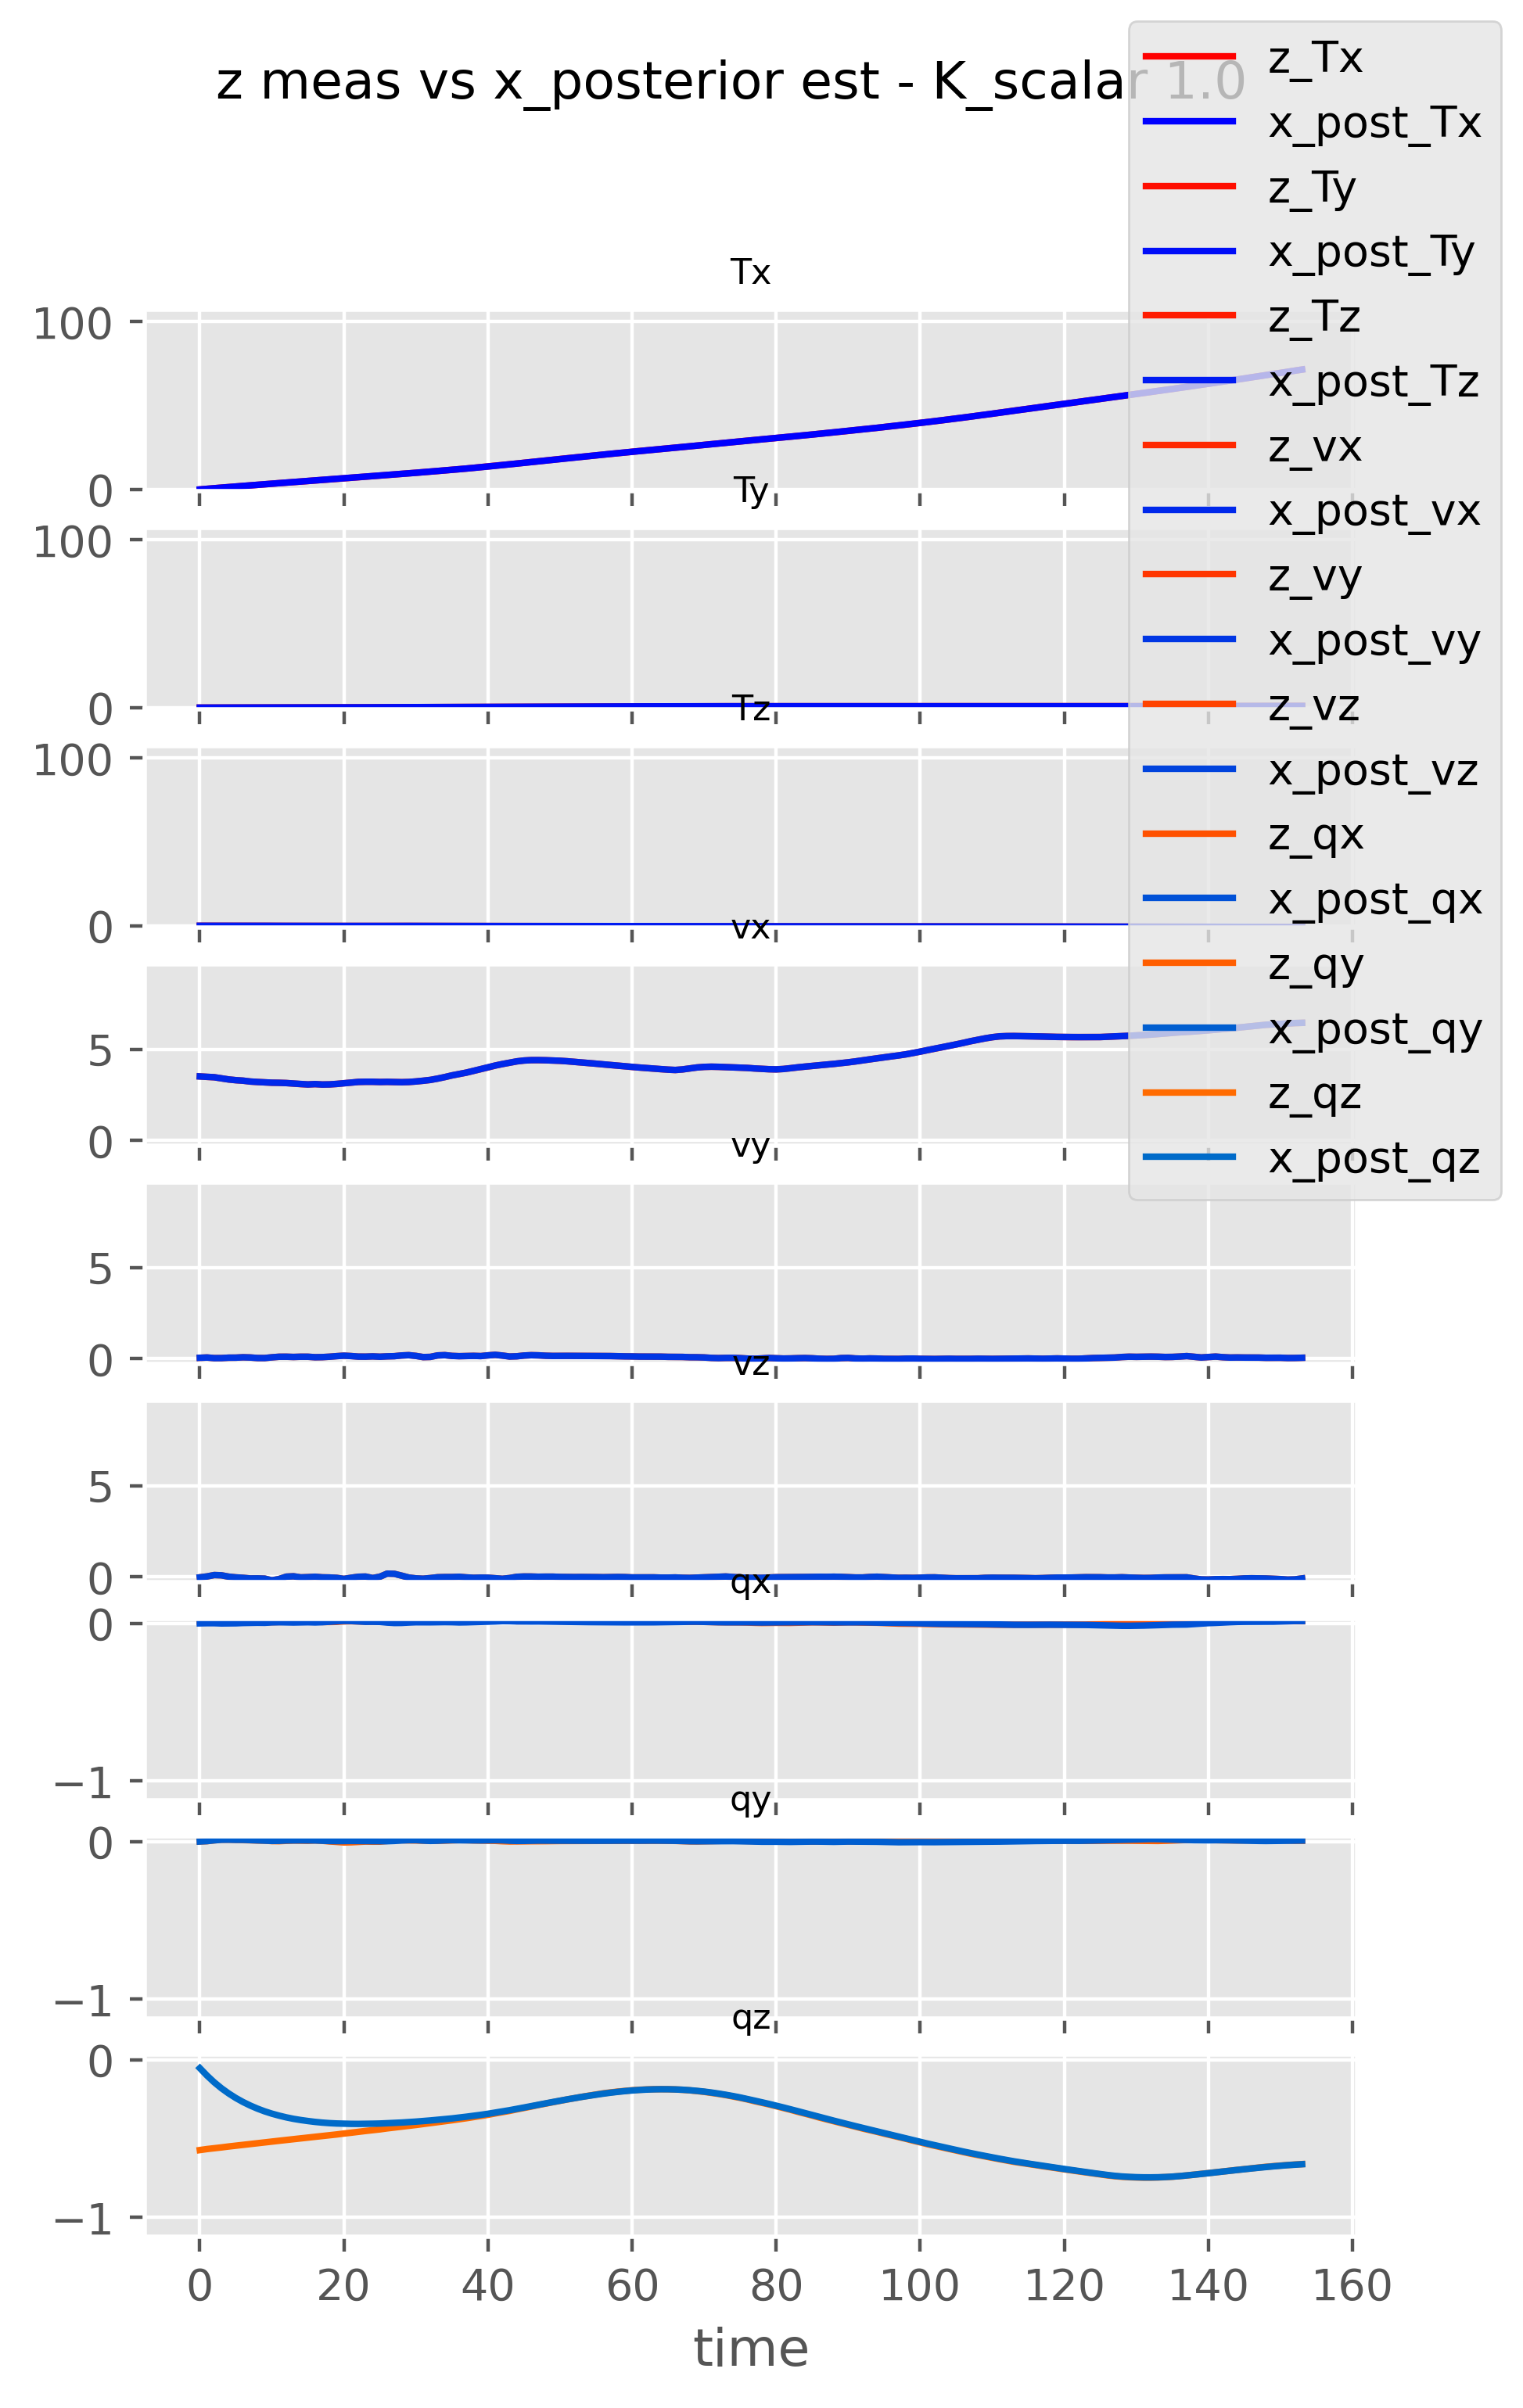 z meas vs x_posterior est - K_scalar 1.0
z_Tx
x_post_Tx
z_Ty
x_post_Ty
z_Tz
x_post_Tz
z_vx
x_post_vx
z_vy
x_post_vy
z_vz
x_post_vz
z_qx
x_post_qx
z_qy
x_post_qy
z_qz
x_post_qz
Tx
100
0
Ty
100
0
Tz
100
0
vx
5
0
vy
5
0
vz
5
0
qx
0
−1
qy
0
−1
qz
0
−1
0 20 40 60 80 100 120 140 160
time